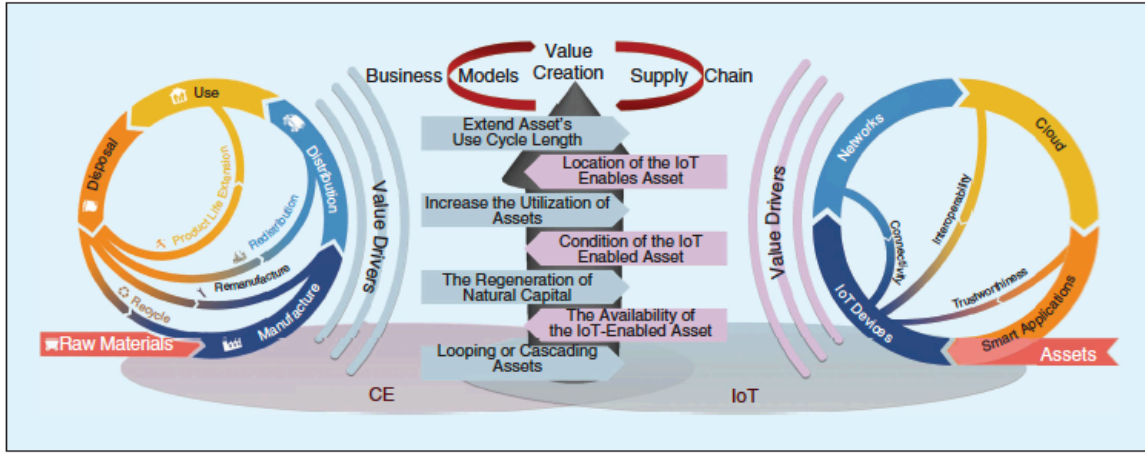 Value
Creation
Business
Models
Supply
Chain
Use
Disposal
Distribution
Product Life Extension
Redistribution
Remanufacture
Recycle
Manufacture
Raw Materials
Value Drivers
Extend Asset's
Use Cycle Length
Location of the IoT
Enables Asset
Increase the Utilization of
Assets
Condition of the IoT
Enabled Asset
The Regeneration of
Natural Capital
The Availability of
the IoT-Enabled Asset
Looping or Cascading
Assets
CE
IoT
Value Drivers
Networks
Cloud
Connectivity
Interoperability
Trustworthiness
IoT Devices
Smart Applications
Assets